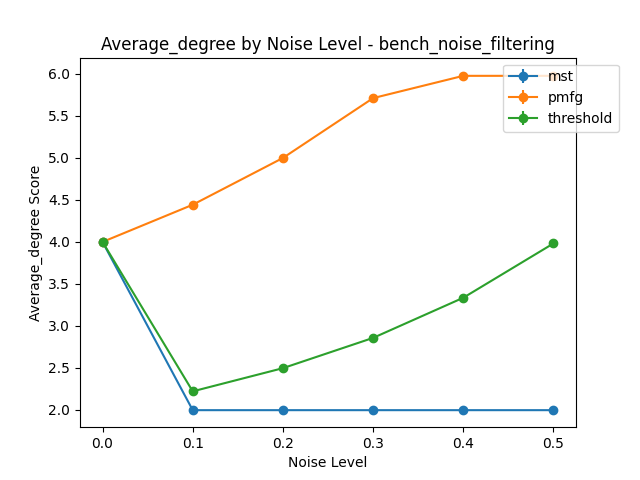 Average_degree by Noise Level - bench_noise_filtering
mst
pmfg
threshold
Average_degree Score
6.0
5.5
5.0
4.5
4.0
3.5
3.0
2.5
2.0
0.0 0.1 0.2 0.3 0.4 0.5
Noise Level